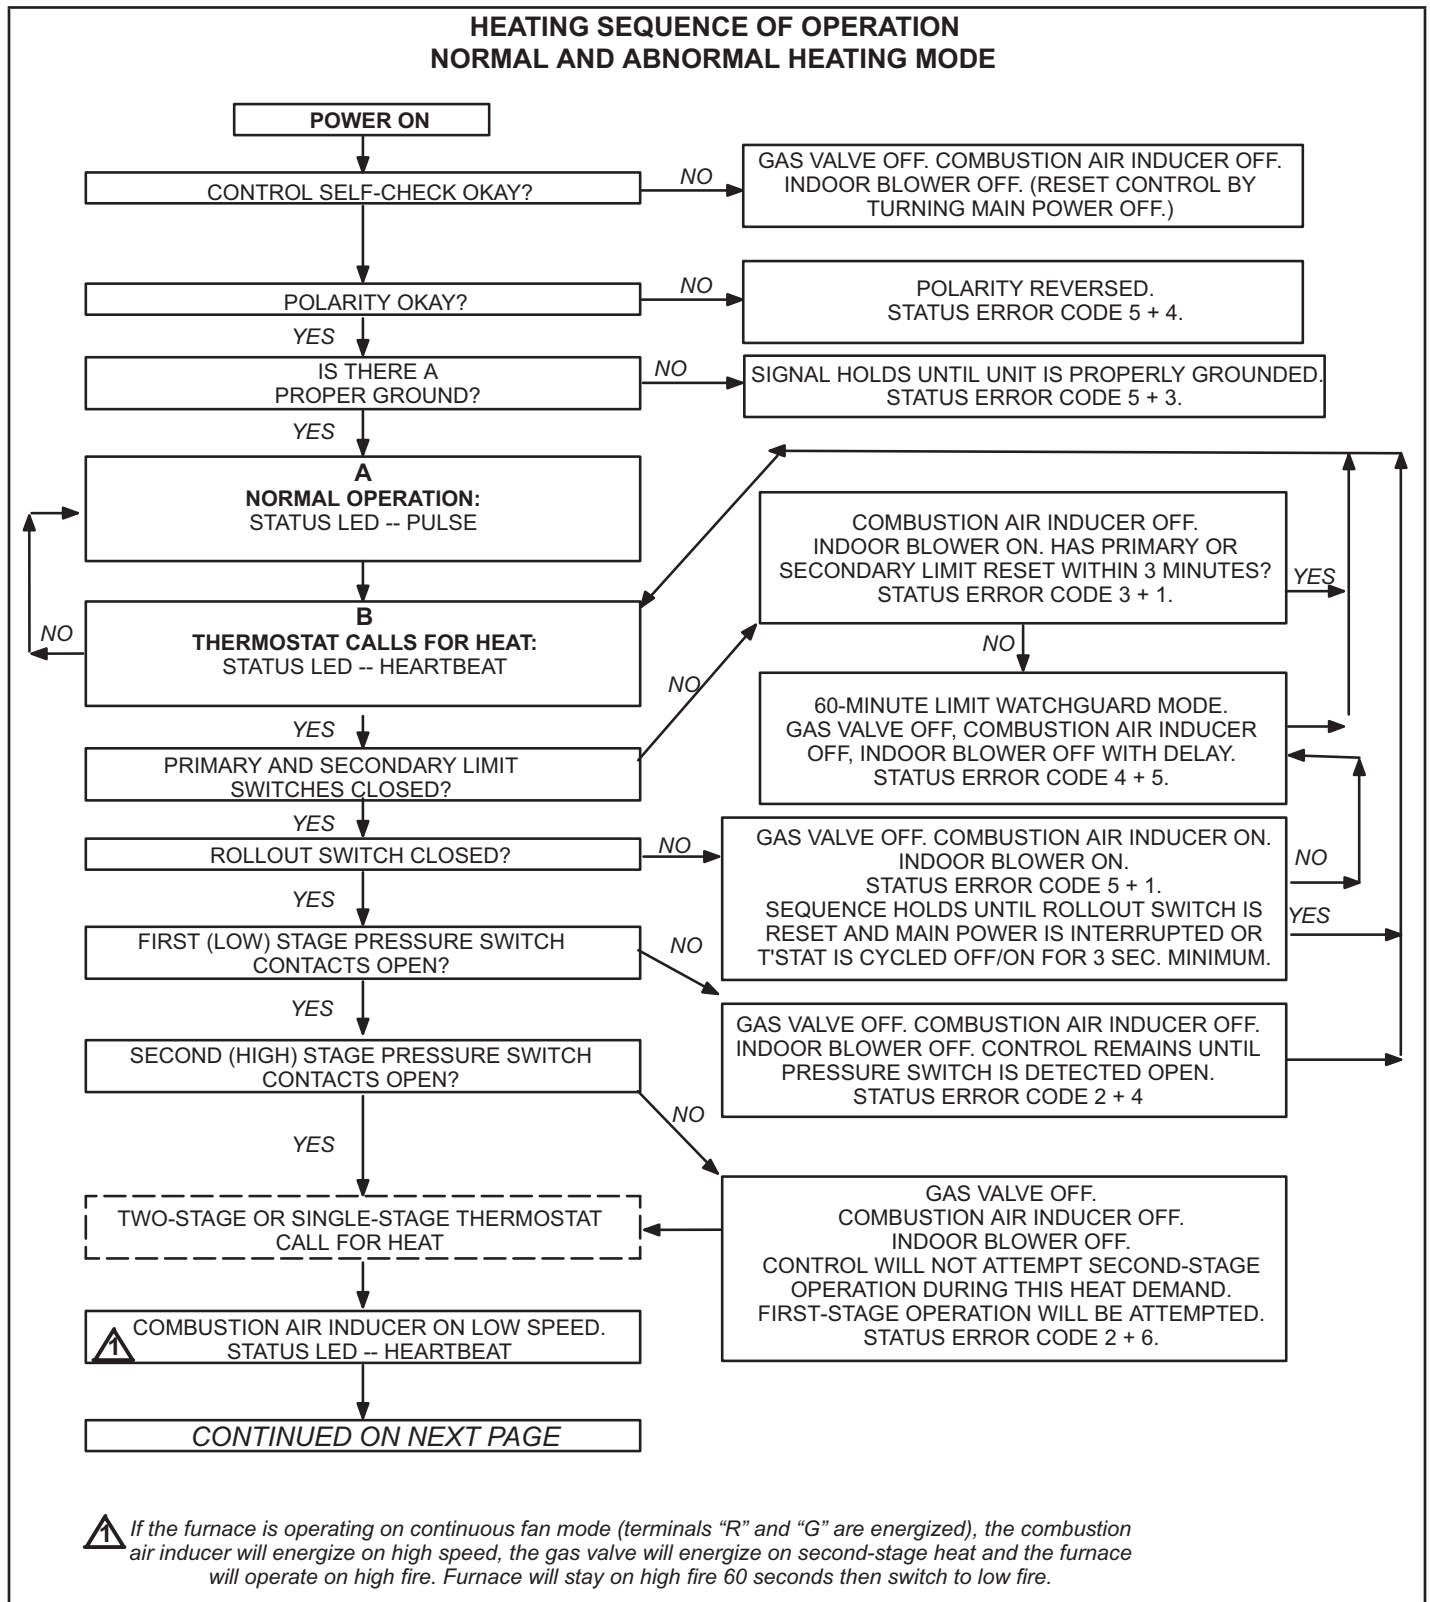 HEATING SEQUENCE OF OPERATION
NORMAL AND ABNORMAL HEATING MODE
POWER ON
CONTROL SELF-CHECK OKAY?
NO
GAS VALVE OFF. COMBUSTION AIR INDUCER OFF.
INDOOR BLOWER OFF. (RESET CONTROL BY
TURNING MAIN POWER OFF.)
POLARITY OKAY?
NO
POLARITY REVERSED.
STATUS ERROR CODE 5 + 4.
YES
IS THERE A
PROPER GROUND?
NO
SIGNAL HOLDS UNTIL UNIT IS PROPERLY GROUNDED.
STATUS ERROR CODE 5 + 3.
YES
A
NORMAL OPERATION:
STATUS LED -- PULSE
B
THERMOSTAT CALLS FOR HEAT:
STATUS LED -- HEARTBEAT
NO
YES
PRIMARY AND SECONDARY LIMIT
SWITCHES CLOSED?
NO
COMBUSTION AIR INDUCER OFF.
INDOOR BLOWER ON. HAS PRIMARY OR
SECONDARY LIMIT RESET WITHIN 3 MINUTES?
STATUS ERROR CODE 3 + 1.
YES
NO
60-MINUTE LIMIT WATCHGUARD MODE.
GAS VALVE OFF, COMBUSTION AIR INDUCER
OFF, INDOOR BLOWER OFF WITH DELAY.
STATUS ERROR CODE 4 + 5.
YES
ROLLOUT SWITCH CLOSED?
NO
GAS VALVE OFF. COMBUSTION AIR INDUCER ON.
INDOOR BLOWER ON.
STATUS ERROR CODE 5 + 1.
SEQUENCE HOLDS UNTIL ROLLOUT SWITCH IS
RESET AND MAIN POWER IS INTERRUPTED OR
T'STAT IS CYCLED OFF/ON FOR 3 SEC. MINIMUM.
NO
YES
YES
FIRST (LOW) STAGE PRESSURE SWITCH
CONTACTS OPEN?
NO
GAS VALVE OFF. COMBUSTION AIR INDUCER OFF.
INDOOR BLOWER OFF. CONTROL REMAINS UNTIL
PRESSURE SWITCH IS DETECTED OPEN.
STATUS ERROR CODE 2 + 4
YES
SECOND (HIGH) STAGE PRESSURE SWITCH
CONTACTS OPEN?
NO
GAS VALVE OFF.
COMBUSTION AIR INDUCER OFF.
INDOOR BLOWER OFF.
CONTROL WILL NOT ATTEMPT SECOND-STAGE
OPERATION DURING THIS HEAT DEMAND.
FIRST-STAGE OPERATION WILL BE ATTEMPTED.
STATUS ERROR CODE 2 + 6.
YES
TWO-STAGE OR SINGLE-STAGE THERMOSTAT
CALL FOR HEAT
1
COMBUSTION AIR INDUCER ON LOW SPEED.
STATUS LED -- HEARTBEAT
CONTINUED ON NEXT PAGE
1
If the furnace is operating on continuous fan mode (terminals “R” and “G” are energized), the combustion
air inducer will energize on high speed, the gas valve will energize on second-stage heat and the furnace
will operate on high fire. Furnace will stay on high fire 60 seconds then switch to low fire.